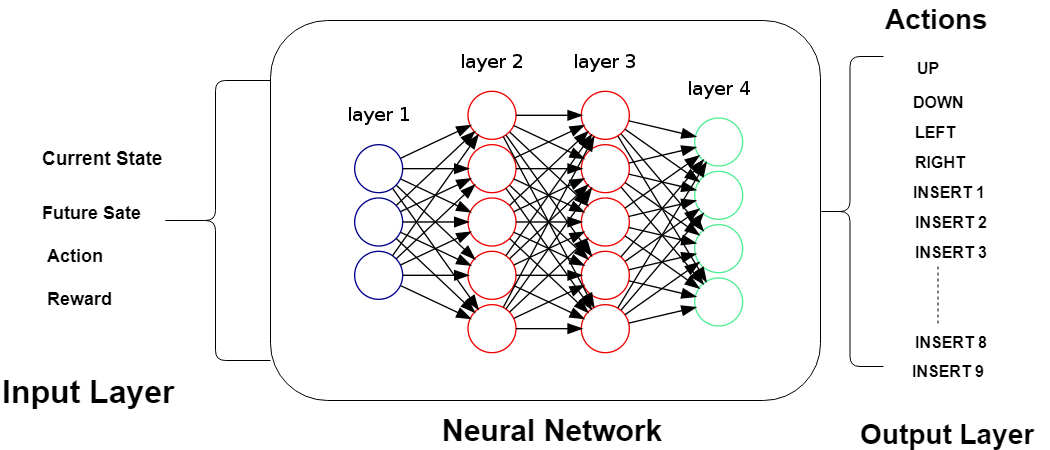 Current State
Future Sate
Action
Reward
Input Layer
layer 1
layer 2
layer 3
layer 4
Neural Network
Actions
UP
DOWN
LEFT
RIGHT
INSERT 1
INSERT 2
INSERT 3
INSERT 8
INSERT 9
Output Layer